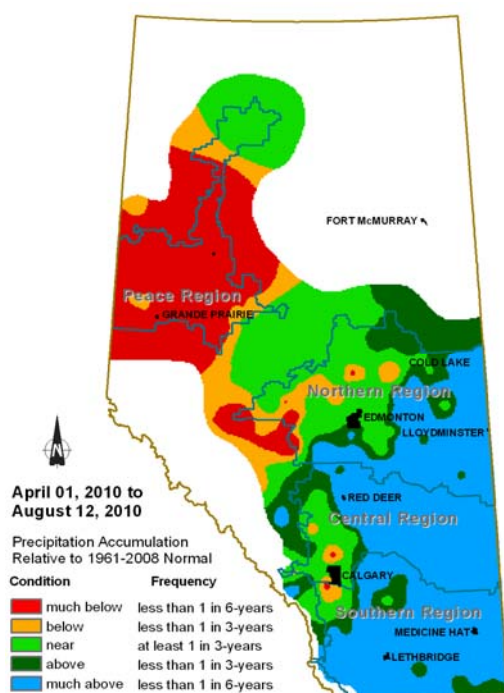 FORT MCMURRAY
Peace Region
GRANDE PRAIRIE
COLD LAKE
Northern Region
EDMONTON
LLOYDMINSTER
N
April 01, 2010 to
August 12, 2010
RED DEER
Central Region
Precipitation Accumulation
Relative to 1961-2008 Normal
CALGARY
Condition Frequency
Southern Region
much below less than 1 in 6-years
below less than 1 in 3-years
near at least 1 in 3-years
MEDICINE HAT
above less than 1 in 3-years
LETHBRIDGE
much above less than 1 in 6-years